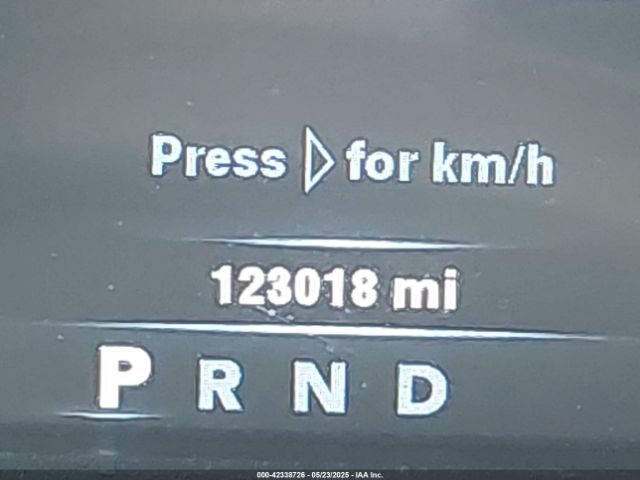 Press ▷ for km/h
123018 mi
P R N D
000-42338726 - 05/23/2025 - IAA Inc.